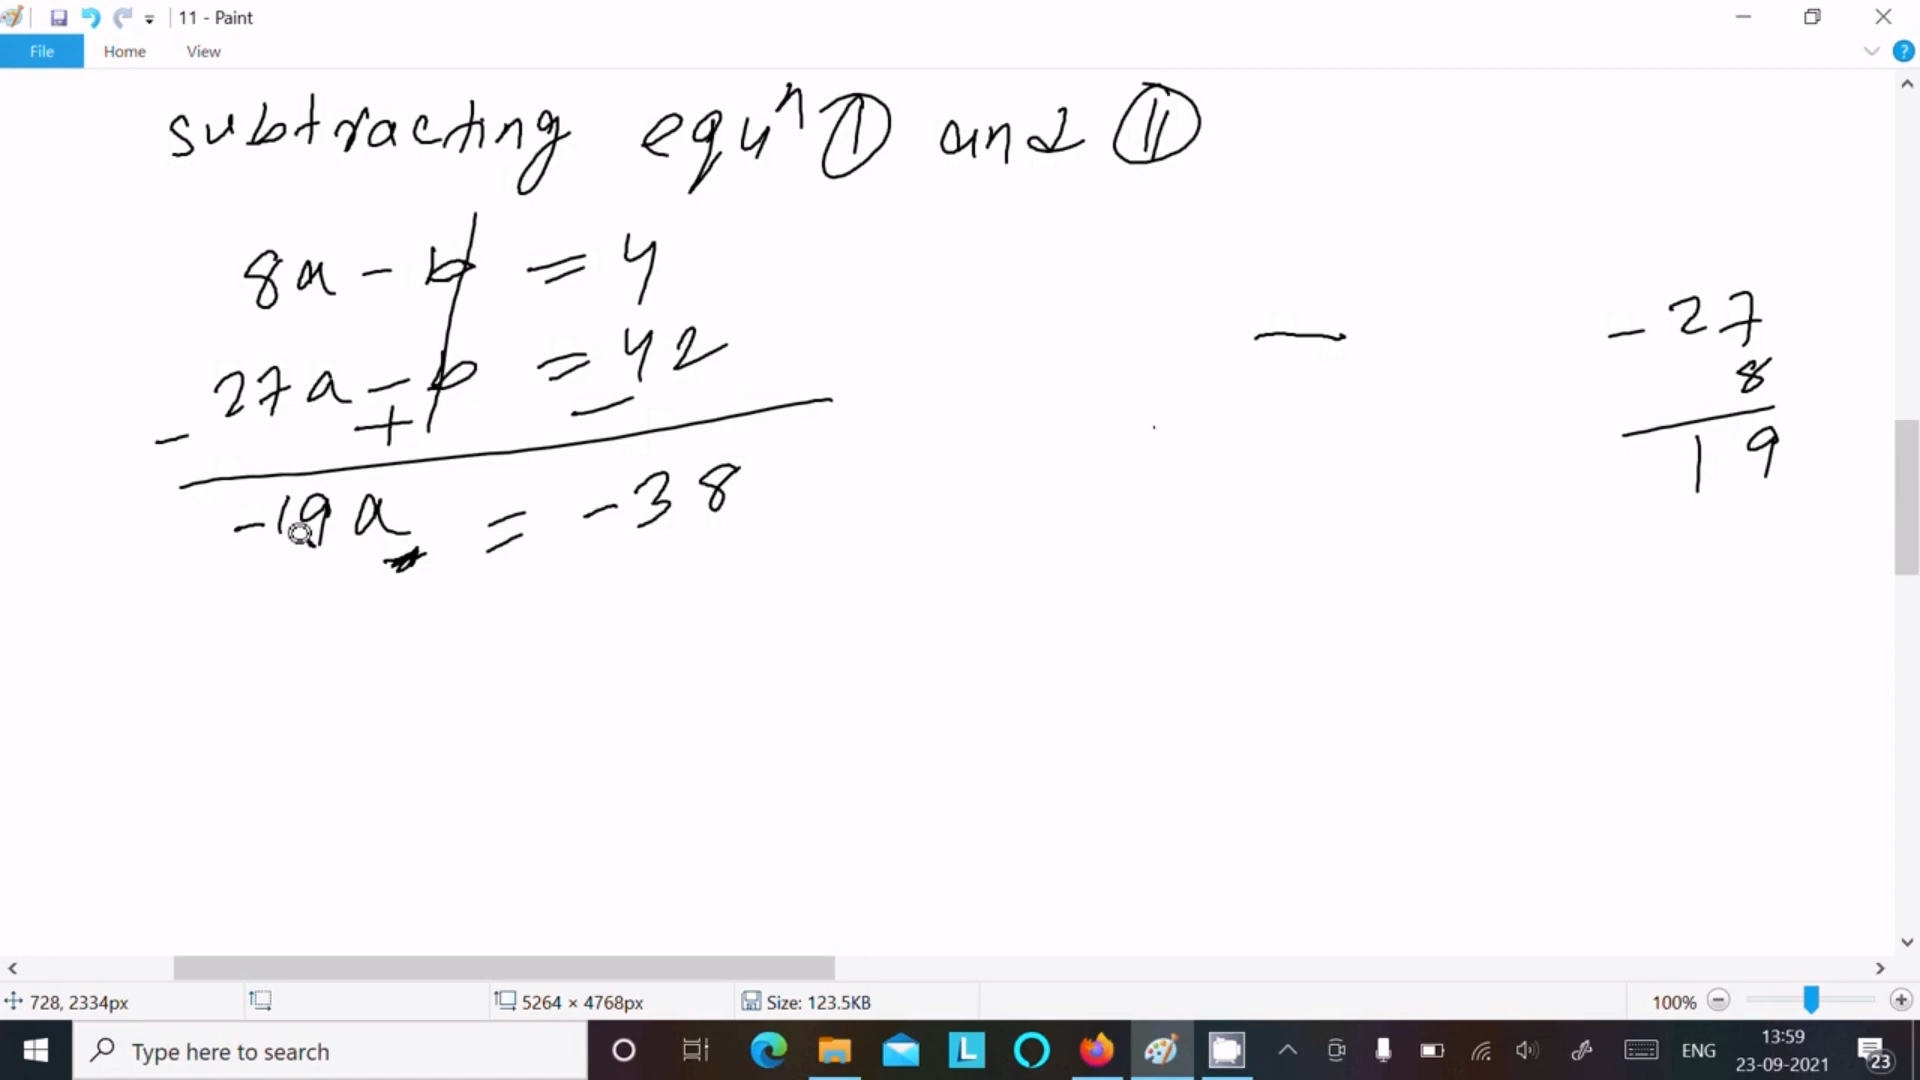 11 - Paint
File Home View
subtracting equⁿ Ⓘ and Ⅱ
8a - b = 4
27a - b = 42
- + -
-19a = -38
-
-27
8
19
728, 2334px 5264 × 4768px Size: 123.5KB 100%
Type here to search
L
ENG
13:59
23-09-2021
23